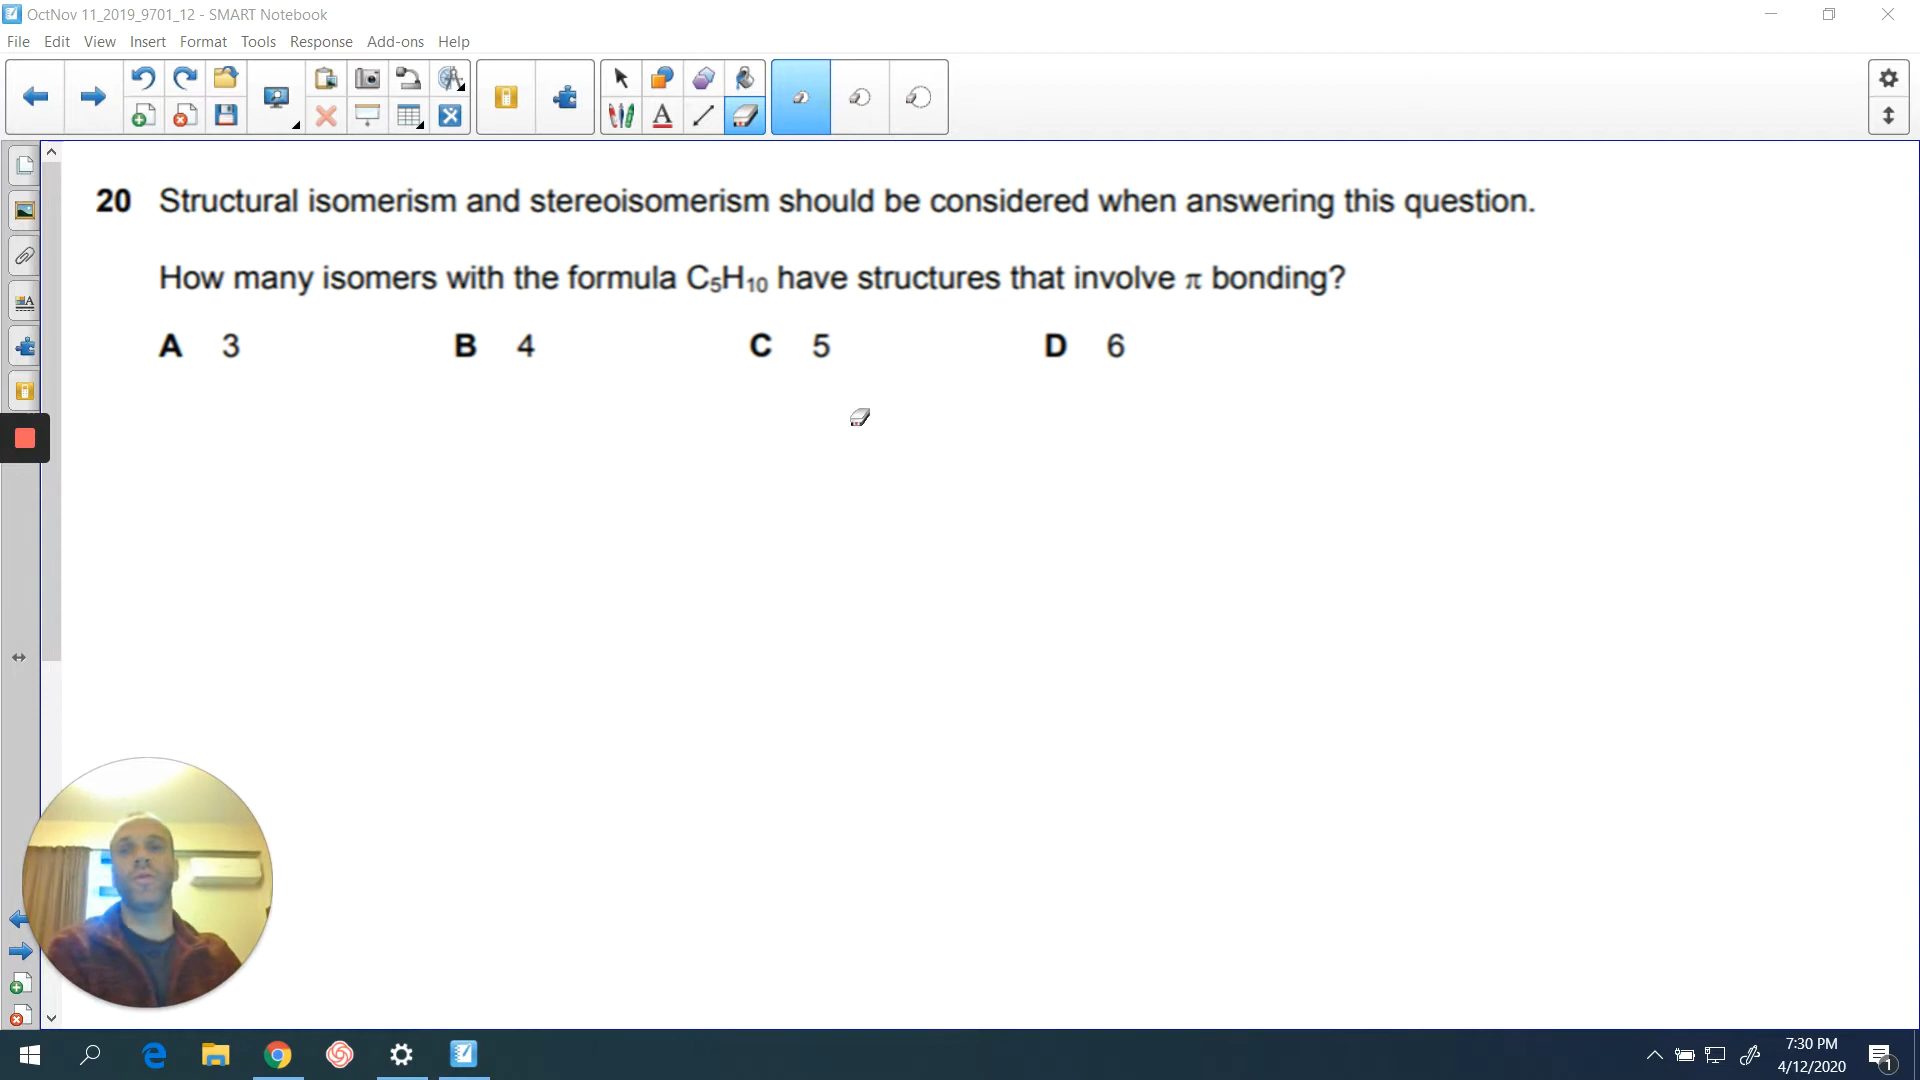 OctNov 11_2019_9701_12 - SMART Notebook
File Edit View Insert Format Tools Response Add-ons Help
20 Structural isomerism and stereoisomerism should be considered when answering this question.
How many isomers with the formula C₅H₁₀ have structures that involve π bonding?
A 3 B 4 C 5 D 6
7:30 PM
4/12/2020
1